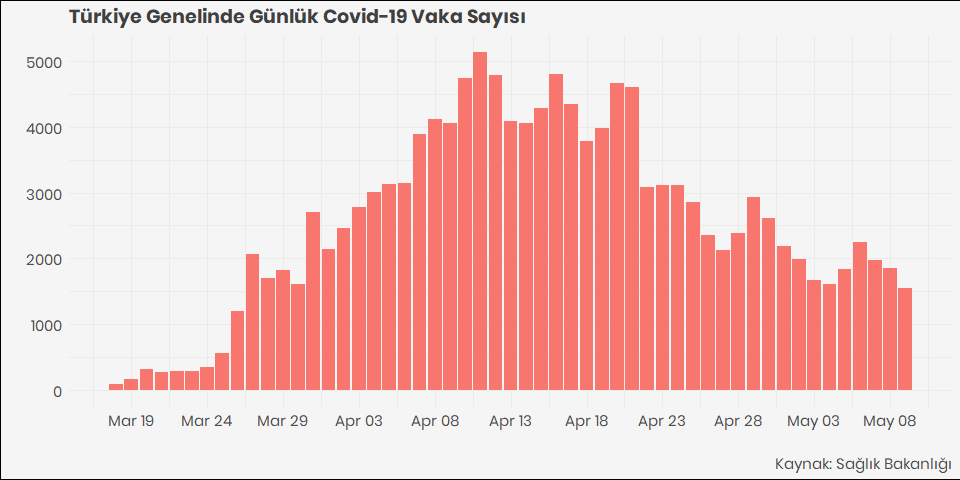 Türkiye Genelinde Günlük Covid-19 Vaka Sayısı
5000
4000
3000
2000
1000
0
Mar 19 Mar 24 Mar 29 Apr 03 Apr 08 Apr 13 Apr 18 Apr 23 Apr 28 May 03 May 08
Kaynak: Sağlık Bakanlığı